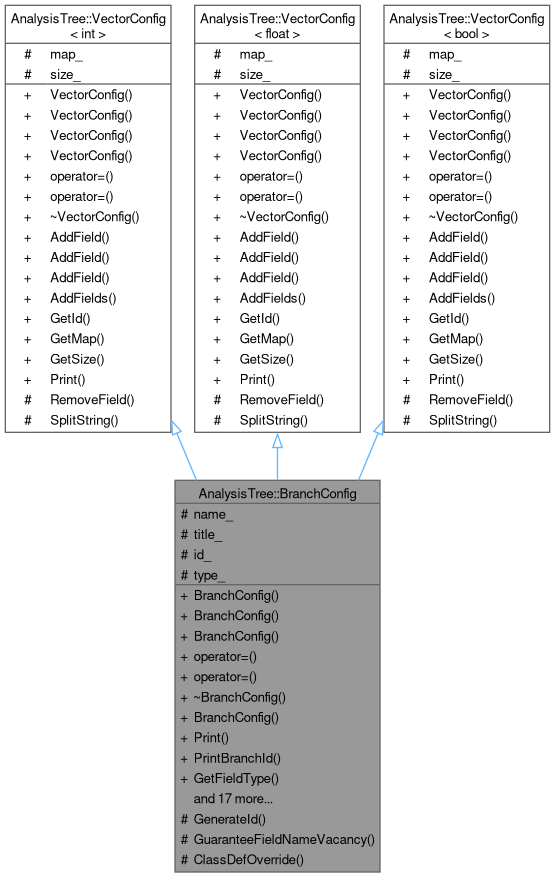 AnalysisTree::VectorConfig
< int >
# map_
# size_
+ VectorConfig()
+ VectorConfig()
+ VectorConfig()
+ VectorConfig()
+ operator=()
+ operator=()
+ ~VectorConfig()
+ AddField()
+ AddField()
+ AddField()
+ AddFields()
+ GetId()
+ GetMap()
+ GetSize()
+ Print()
# RemoveField()
# SplitString()
AnalysisTree::VectorConfig
< float >
# map_
# size_
+ VectorConfig()
+ VectorConfig()
+ VectorConfig()
+ VectorConfig()
+ operator=()
+ operator=()
+ ~VectorConfig()
+ AddField()
+ AddField()
+ AddField()
+ AddFields()
+ GetId()
+ GetMap()
+ GetSize()
+ Print()
# RemoveField()
# SplitString()
AnalysisTree::VectorConfig
< bool >
# map_
# size_
+ VectorConfig()
+ VectorConfig()
+ VectorConfig()
+ VectorConfig()
+ operator=()
+ operator=()
+ ~VectorConfig()
+ AddField()
+ AddField()
+ AddField()
+ AddFields()
+ GetId()
+ GetMap()
+ GetSize()
+ Print()
# RemoveField()
# SplitString()
AnalysisTree::BranchConfig
# name_
# title_
# id_
# type_
+ BranchConfig()
+ BranchConfig()
+ BranchConfig()
+ operator=()
+ operator=()
+ ~BranchConfig()
+ BranchConfig()
+ Print()
+ PrintBranchId()
+ GetFieldType()
and 17 more...
# GenerateId()
# GuaranteeFieldNameVacancy()
# ClassDefOverride()